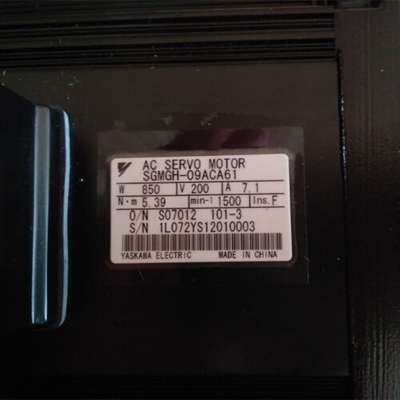 AC SERVO MOTOR
SGMGH-09ACA61
W 850 V 200 A 7.1
N·m 5.39 min-1 1500 Ins.F
O/N S07012 101-3
S/N 1L072YS12010003
YASKAWA ELECTRIC MADE IN CHINA